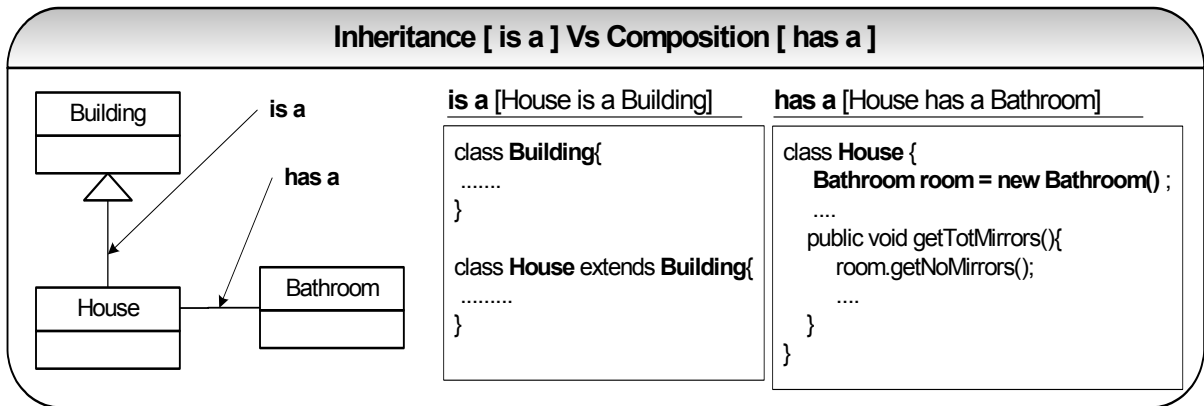 Inheritance [ is a ] Vs Composition [ has a ]
Building
is a
has a
House
Bathroom
is a [House is a Building]
class Building{
.......
}
class House extends Building{
.........
}
has a [House has a Bathroom]
class House {
Bathroom room = new Bathroom() ;
....
public void getTotMirrors(){
room.getNoMirrors();
....
}
}